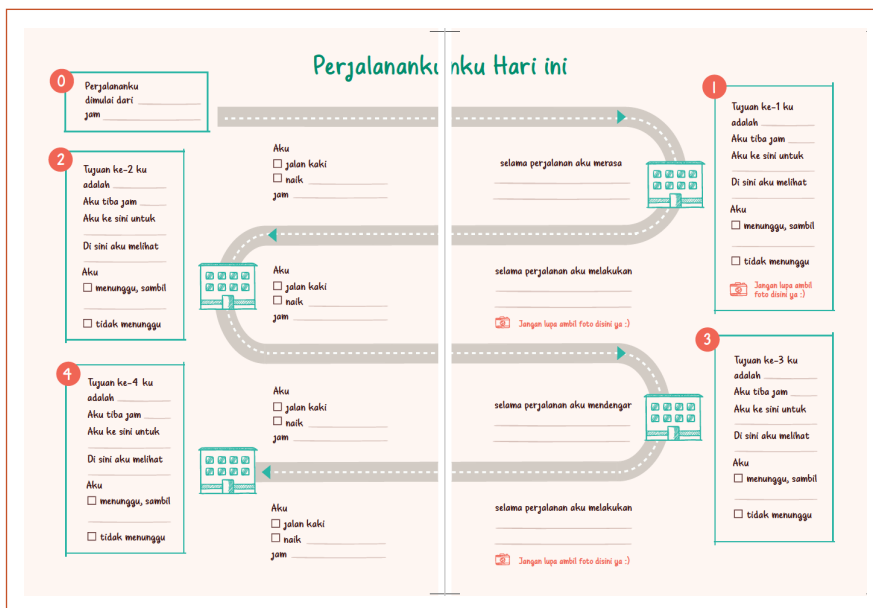 Perjalananku nku Hari ini
0
Perjalananku
dimulai dari
jam
1
Tujuan ke-1 ku
adalah
Aku tiba jam
Aku ke sini untuk
Di sini aku melihat
Aku
menunggu, sambil
tidak menunggu
Jangan lupa ambil
foto disini ya :)
Aku
jalan kaki
naik
jam
selama perjalanan aku merasa
2
Tujuan ke-2 ku
adalah
Aku tiba jam
Aku ke sini untuk
Di sini aku melihat
Aku
menunggu, sambil
tidak menunggu
Aku
jalan kaki
naik
jam
selama perjalanan aku melakukan
Jangan lupa ambil foto disini ya :)
3
Tujuan ke-3 ku
adalah
Aku tiba jam
Aku ke sini untuk
Di sini aku melihat
Aku
menunggu, sambil
tidak menunggu
Aku
jalan kaki
naik
jam
selama perjalanan aku mendengar
4
Tujuan ke-4 ku
adalah
Aku tiba jam
Aku ke sini untuk
Di sini aku melihat
Aku
menunggu, sambil
tidak menunggu
Aku
jalan kaki
naik
jam
selama perjalanan aku melakukan
Jangan lupa ambil foto disini ya :)